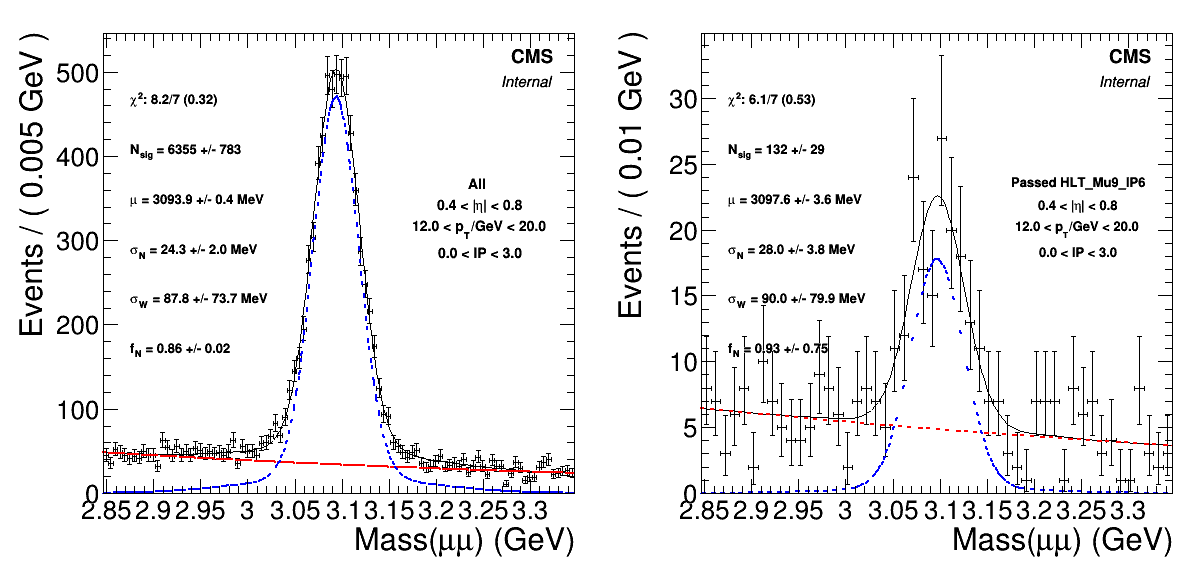 Events / ( 0.005 GeV )
500
400
300
200
100
0
CMS
Internal
χ²: 8.2/7 (0.32)
N_sig = 6355 +/- 783
μ = 3093.9 +/- 0.4 MeV
σ_N = 24.3 +/- 2.0 MeV
σ_W = 87.8 +/- 73.7 MeV
f_N = 0.86 +/- 0.02
All
0.4 < |η| < 0.8
12.0 < p_T/GeV < 20.0
0.0 < IP < 3.0
2.85 2.9 2.95 3 3.05 3.1 3.15 3.2 3.25 3.3
Mass(μμ) (GeV)
Events / ( 0.01 GeV )
30
25
20
15
10
5
0
CMS
Internal
χ²: 6.1/7 (0.53)
N_sig = 132 +/- 29
μ = 3097.6 +/- 3.6 MeV
σ_N = 28.0 +/- 3.8 MeV
σ_W = 90.0 +/- 79.9 MeV
f_N = 0.93 +/- 0.75
Passed HLT_Mu9_IP6
0.4 < |η| < 0.8
12.0 < p_T/GeV < 20.0
0.0 < IP < 3.0
2.85 2.9 2.95 3 3.05 3.1 3.15 3.2 3.25 3.3
Mass(μμ) (GeV)